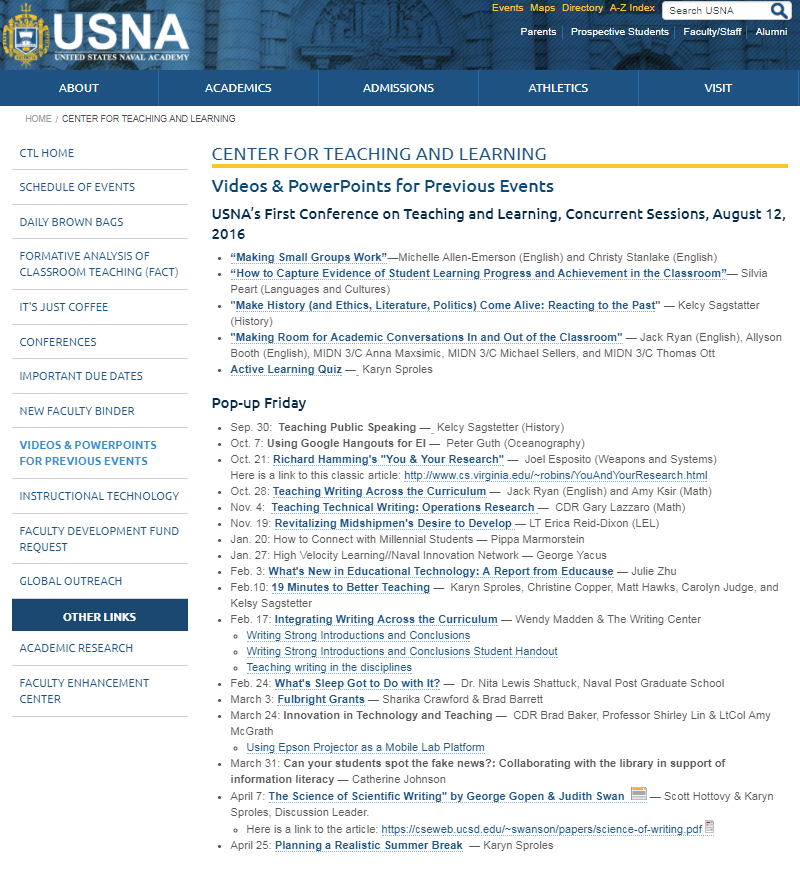 Events Maps Directory A-Z Index Search USNA
USNA
UNITED STATES NAVAL ACADEMY
Parents Prospective Students Faculty/Staff Alumni
ABOUT ACADEMICS ADMISSIONS ATHLETICS VISIT
HOME / CENTER FOR TEACHING AND LEARNING
CTL HOME
SCHEDULE OF EVENTS
DAILY BROWN BAGS
FORMATIVE ANALYSIS OF
CLASSROOM TEACHING (FACT)
IT'S JUST COFFEE
CONFERENCES
IMPORTANT DUE DATES
NEW FACULTY BINDER
VIDEOS & POWERPOINTS
FOR PREVIOUS EVENTS
INSTRUCTIONAL TECHNOLOGY
FACULTY DEVELOPMENT FUND
REQUEST
GLOBAL OUTREACH
OTHER LINKS
ACADEMIC RESEARCH
FACULTY ENHANCEMENT
CENTER
CENTER FOR TEACHING AND LEARNING
Videos & PowerPoints for Previous Events
USNA's First Conference on Teaching and Learning, Concurrent Sessions, August 12,
2016
“Making Small Groups Work”—Michelle Allen-Emerson (English) and Christy Stanlake (English)
“How to Capture Evidence of Student Learning Progress and Achievement in the Classroom”— Silvia
Peart (Languages and Cultures)
"Make History (and Ethics, Literature, Politics) Come Alive: Reacting to the Past" — Kelcy Sagstatter
(History)
"Making Room for Academic Conversations In and Out of the Classroom" — Jack Ryan (English), Allyson
Booth (English), MIDN 3/C Anna Maxsimic, MIDN 3/C Michael Sellers, and MIDN 3/C Thomas Ott
Active Learning Quiz — Karyn Sproles
Pop-up Friday
Sep. 30: Teaching Public Speaking — Kelcy Sagstetter (History)
Oct. 7: Using Google Hangouts for EI — Peter Guth (Oceanography)
Oct. 21: Richard Hamming's "You & Your Research" — Joel Esposito (Weapons and Systems)
Here is a link to this classic article: http://www.cs.virginia.edu/~robins/YouAndYourResearch.html
Oct. 28: Teaching Writing Across the Curriculum — Jack Ryan (English) and Amy Ksir (Math)
Nov. 4: Teaching Technical Writing: Operations Research — CDR Gary Lazzaro (Math)
Nov. 19: Revitalizing Midshipmen's Desire to Develop — LT Erica Reid-Dixon (LEL)
Jan. 20: How to Connect with Millennial Students — Pippa Marmorstein
Jan. 27: High Velocity Learning//Naval Innovation Network — George Yacus
Feb. 3: What's New in Educational Technology: A Report from Educause — Julie Zhu
Feb.10: 19 Minutes to Better Teaching — Karyn Sproles, Christine Copper, Matt Hawks, Carolyn Judge, and
Kelsy Sagstetter
Feb. 17: Integrating Writing Across the Curriculum — Wendy Madden & The Writing Center
Writing Strong Introductions and Conclusions
Writing Strong Introductions and Conclusions Student Handout
Teaching writing in the disciplines
Feb. 24: What's Sleep Got to Do with It? — Dr. Nita Lewis Shattuck, Naval Post Graduate School
March 3: Fulbright Grants — Sharika Crawford & Brad Barrett
March 24: Innovation in Technology and Teaching — CDR Brad Baker, Professor Shirley Lin & LtCol Amy
McGrath
Using Epson Projector as a Mobile Lab Platform
March 31: Can your students spot the fake news?: Collaborating with the library in support of
information literacy — Catherine Johnson
April 7: The Science of Scientific Writing" by George Gopen & Judith Swan — Scott Hottovy & Karyn
Sproles, Discussion Leader.
Here is a link to the article: https://cseweb.ucsd.edu/~swanson/papers/science-of-writing.pdf
April 25: Planning a Realistic Summer Break — Karyn Sproles